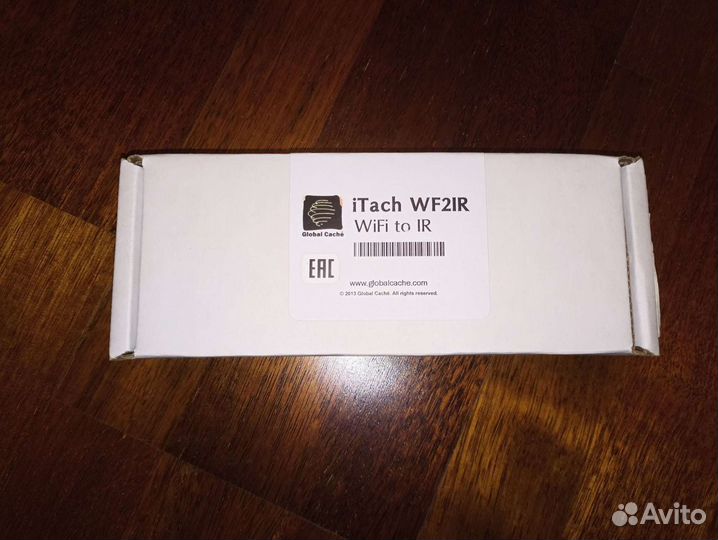 iTach WF2IR
WiFi to IR
Global Caché
EAC
www.globalcache.com
© 2013 Global Caché. All rights reserved.
Avito